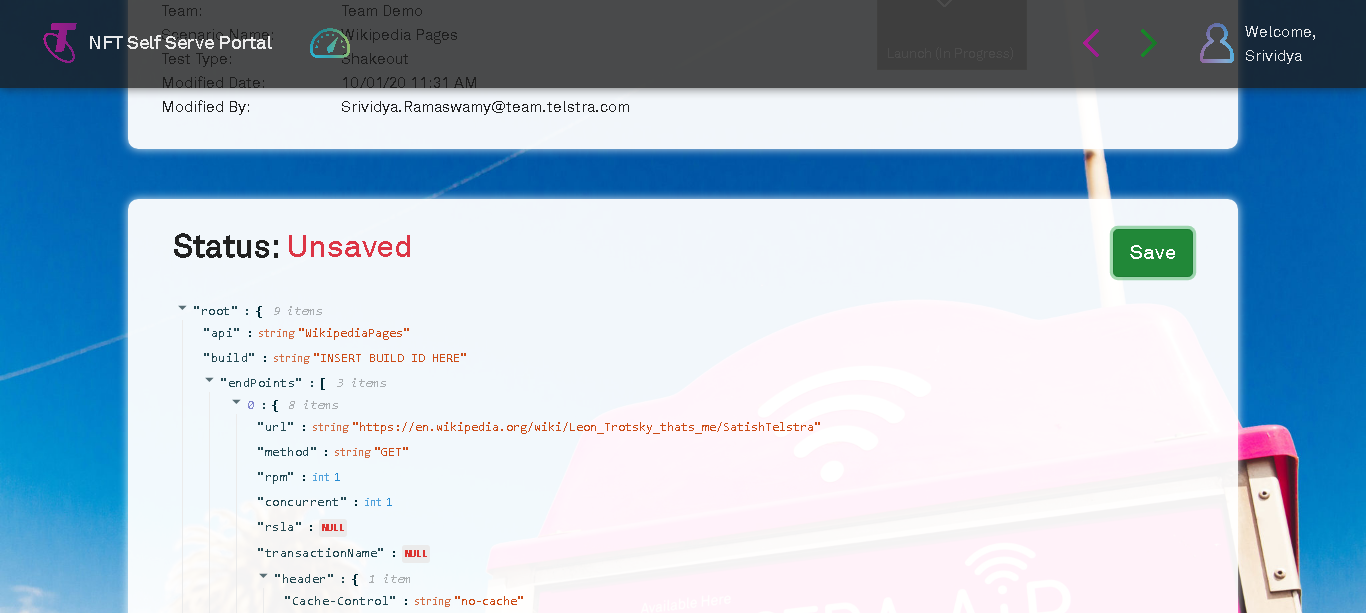 Team: Team Demo
Scenario Name: Wikipedia Pages
Test Type: Shakeout
Modified Date: 10/01/20 11:31 AM
Modified By: Srividya.Ramaswamy@team.telstra.com
Launch (In Progress)
NFT Self Serve Portal
Welcome,
Srividya
Status: Unsaved
Save
"root" : { 9 items
"api" : string "WikipediaPages"
"build" : string "INSERT BUILD ID HERE"
"endPoints" : [ 3 items
0 : { 8 items
"url" : string "https://en.wikipedia.org/wiki/Leon_Trotsky_thats_me/SatishTelstra"
"method" : string "GET"
"rpm" : int 1
"concurrent" : int 1
"rsla" : NULL
"transactionName" : NULL
"header" : { 1 item
"Cache-Control" : string "no-cache"
Available Here
AiR